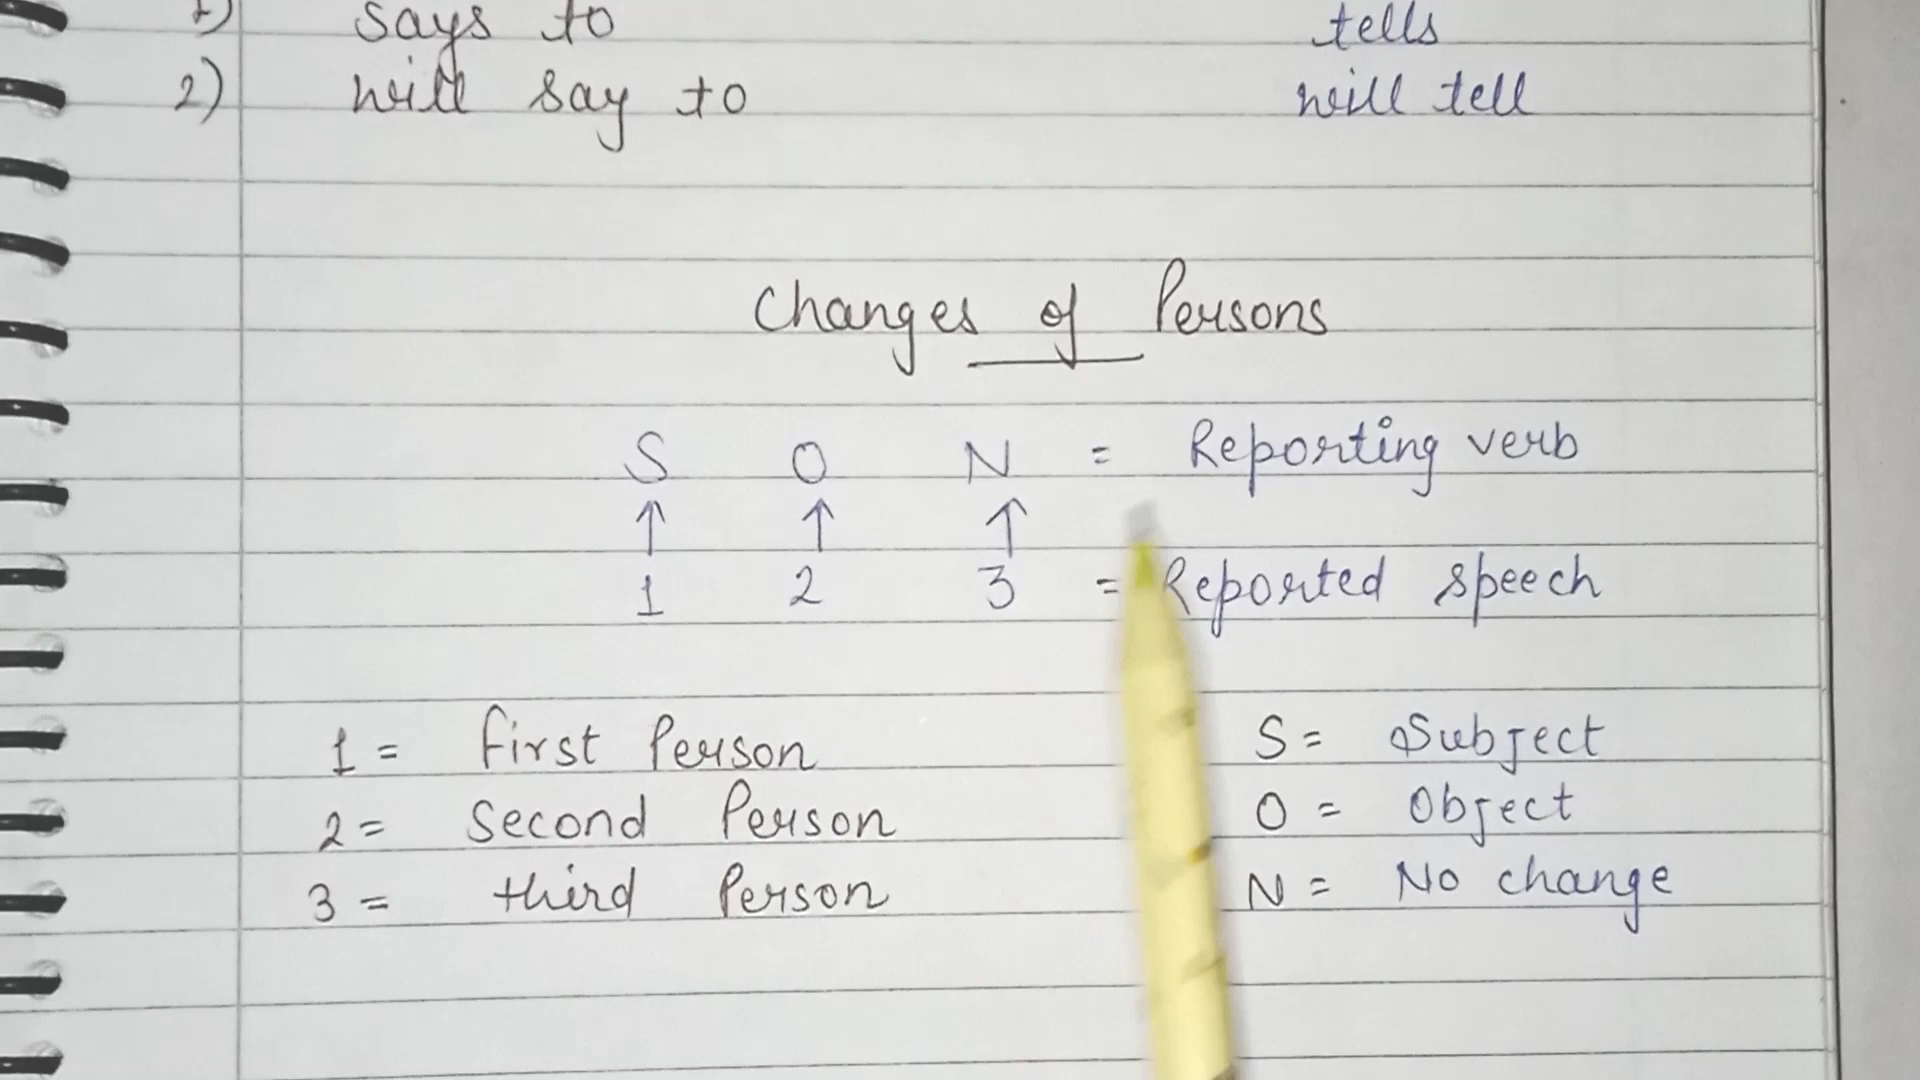 1) says to tells
2) will say to will tell
Changes of Persons
S O N = Reporting verb
↑ ↑ ↑
1 2 3 = Reported speech
1 = first Person S = Subject
2 = Second Person O = Object
3 = third Person N = No change